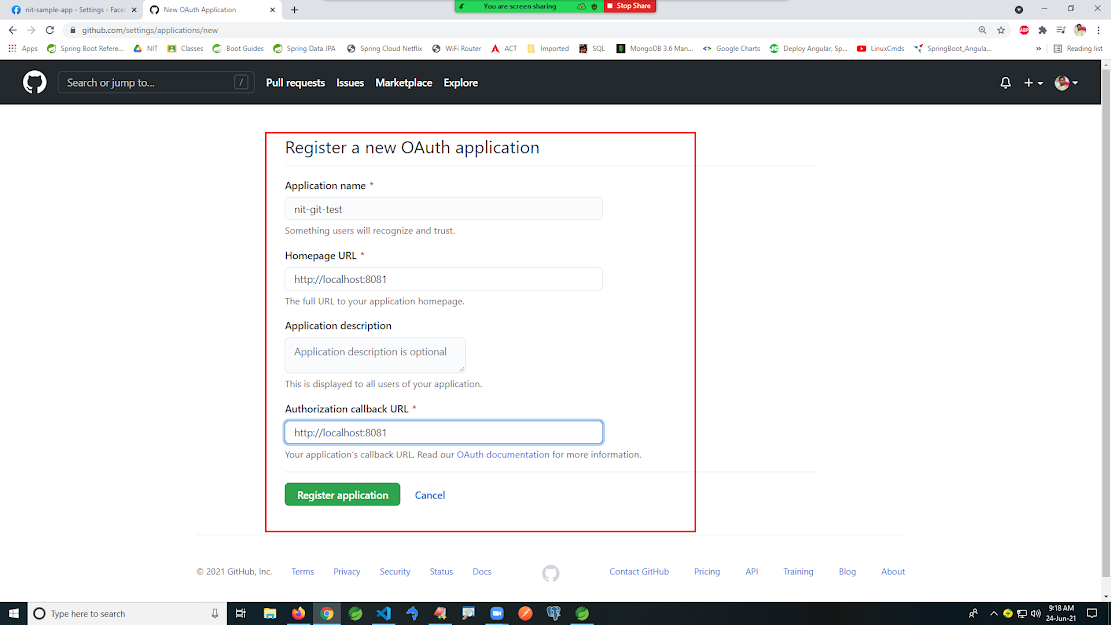 nit-sample-app - Settings - Faceb
New OAuth Application
You are screen sharing
Stop Share
github.com/settings/applications/new
Apps
Spring Boot Refere...
NIT
Classes
Boot Guides
Spring Data JPA
Spring Cloud Netflix
WiFi Router
ACT
Imported
SQL
MongoDB 3.6 Man...
Google Charts
Deploy Angular, Sp...
LinuxCmds
SpringBoot_Angula...
»
Reading list
Search or jump to...
/
Pull requests
Issues
Marketplace
Explore
Register a new OAuth application
Application name *
nit-git-test
Something users will recognize and trust.
Homepage URL *
http://localhost:8081
The full URL to your application homepage.
Application description
Application description is optional
This is displayed to all users of your application.
Authorization callback URL *
http://localhost:8081
Your application's callback URL. Read our OAuth documentation for more information.
Register application
Cancel
© 2021 GitHub, Inc.
Terms
Privacy
Security
Status
Docs
Contact GitHub
Pricing
API
Training
Blog
About
Type here to search
9:18 AM
24-Jun-21